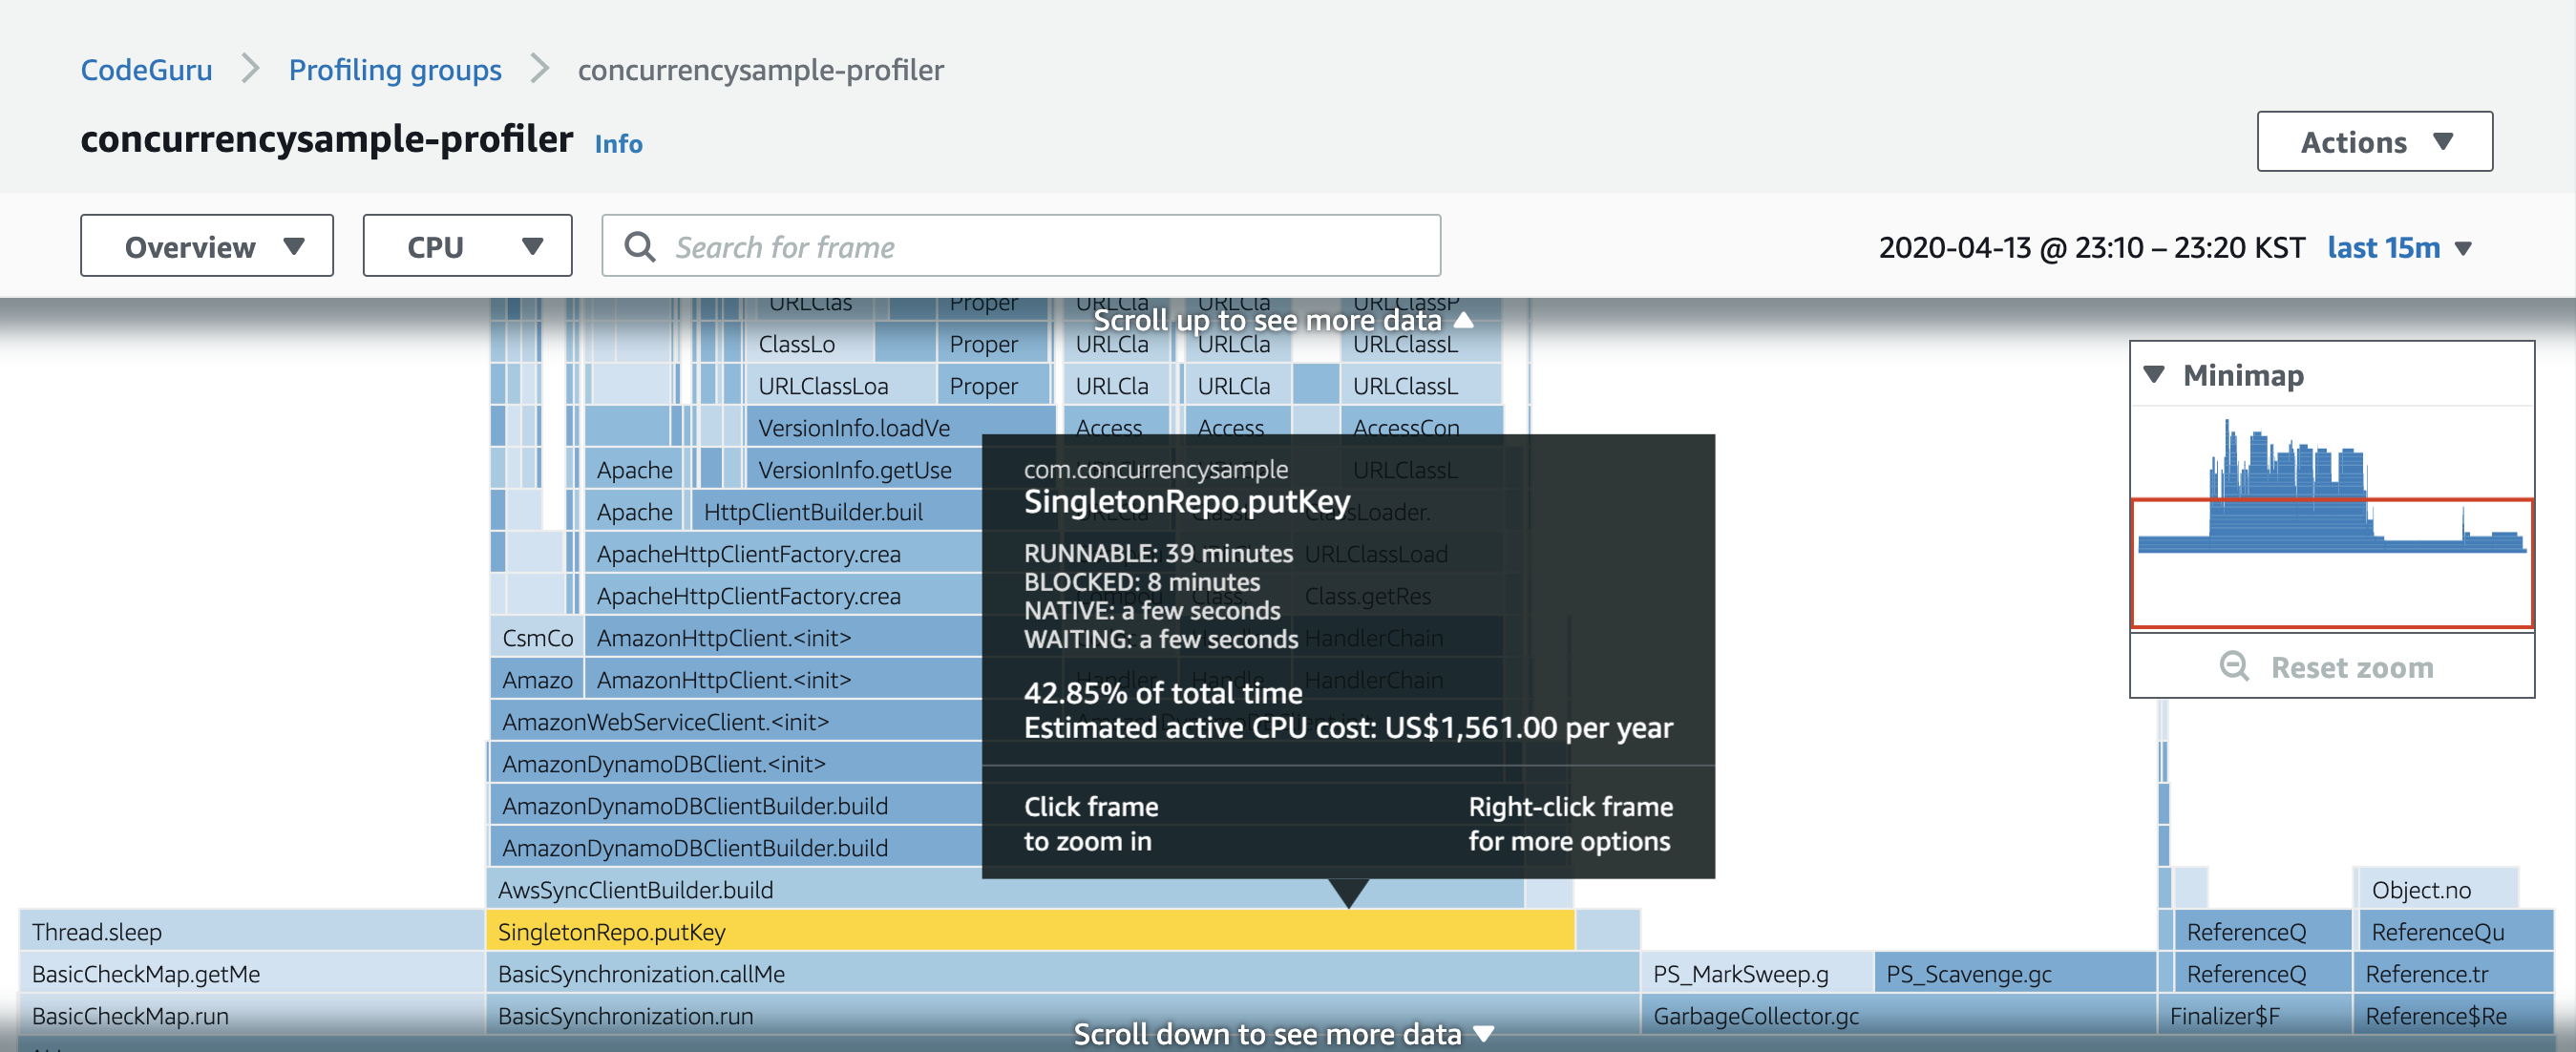 CodeGuru > Profiling groups > concurrencysample-profiler
concurrencysample-profiler Info
Actions ▼
Overview ▼ CPU ▼ Search for frame
2020-04-13 @ 23:10 – 23:20 KST last 15m ▼
URLClas Proper URLCla URLCla URLClassP
Scroll up to see more data ▲
ClassLo Proper URLCla URLCla URLClassL
▼ Minimap
URLClassLoa Proper URLCla URLCla URLClassL
VersionInfo.loadVe Access Access AccessCon
Apache VersionInfo.getUse URLClassL
com.concurrencysample
SingletonRepo.putKey
Apache HttpClientBuilder.buil
RUNNABLE: 39 minutes
ApacheHttpClientFactory.crea URLClassLoad
BLOCKED: 8 minutes
ApacheHttpClientFactory.crea Class.getRes
NATIVE: a few seconds
WAITING: a few seconds
CsmCo AmazonHttpClient.<init> HandlerChain
Reset zoom
Amazo AmazonHttpClient.<init> Handler Handle HandlerChain
42.85% of total time
AmazonWebServiceClient.<init>
Estimated active CPU cost: US$1,561.00 per year
AmazonDynamoDBClient.<init>
AmazonDynamoDBClientBuilder.build
Click frame
to zoom in
Right-click frame
for more options
AmazonDynamoDBClientBuilder.build
AwsSyncClientBuilder.build Object.no
Thread.sleep SingletonRepo.putKey ReferenceQ ReferenceQu
BasicCheckMap.getMe BasicSynchronization.callMe PS_MarkSweep.g PS_Scavenge.gc ReferenceQ Reference.tr
BasicCheckMap.run BasicSynchronization.run GarbageCollector.gc Finalizer$F Reference$Re
Scroll down to see more data ▼